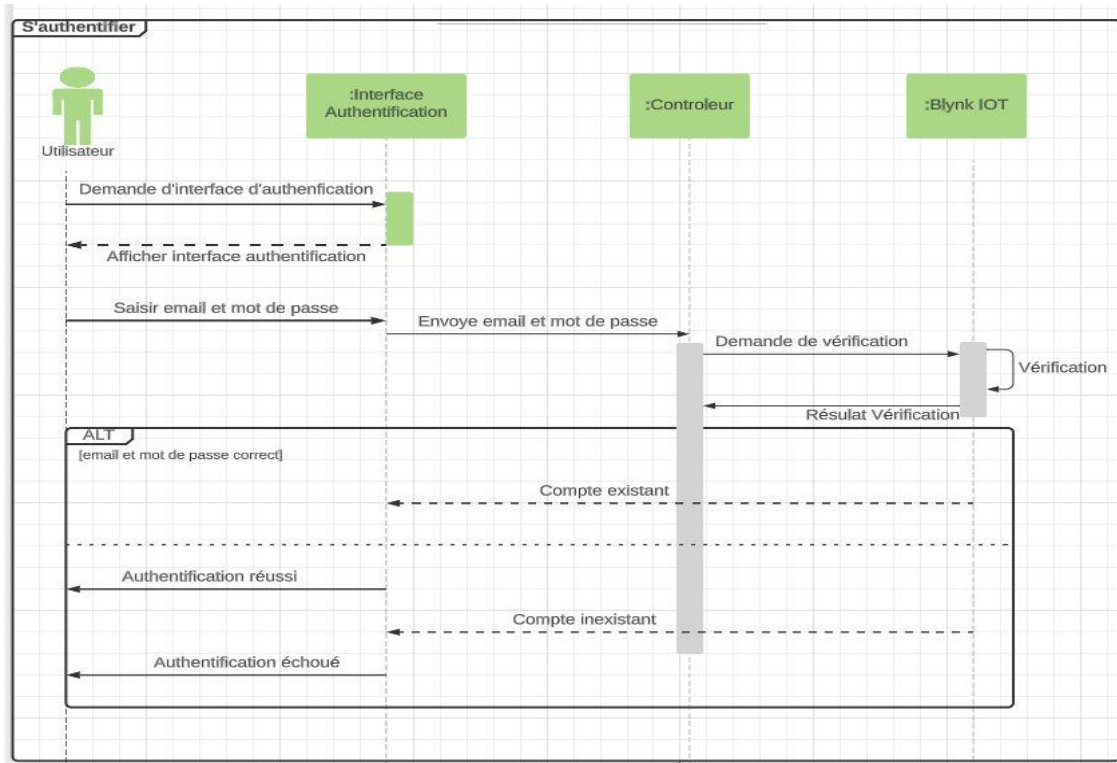 S'authentifier
:Interface
Authentification
:Controleur
:Blynk IOT
Utilisateur
Demande d'interface d'authenfication
Afficher interface authentification
Saisir email et mot de passe
Envoye email et mot de passe
Demande de vérification
Vérification
Résulat Vérification
ALT
[email et mot de passe correct]
Compte existant
Authentification réussi
Compte inexistant
Authentification échoué